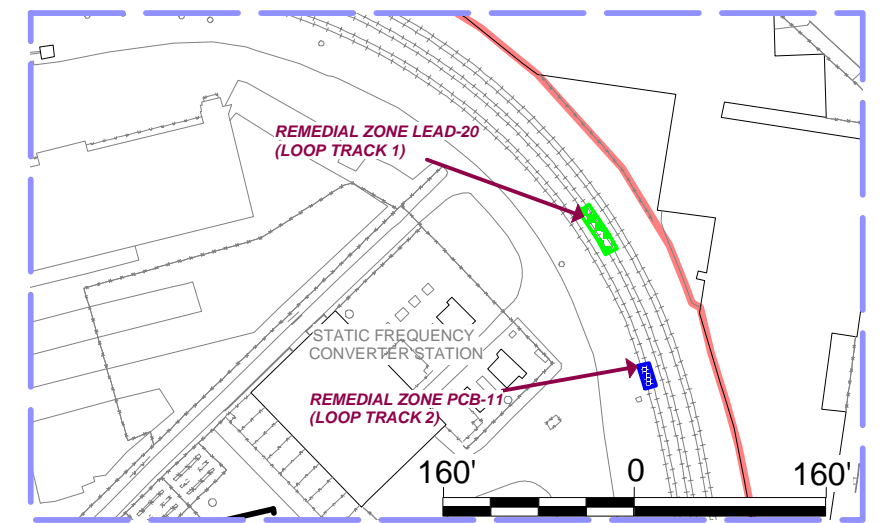 REMEDIAL ZONE LEAD-20
(LOOP TRACK 1)
STATIC FREQUENCY
CONVERTER STATION
REMEDIAL ZONE PCB-11
(LOOP TRACK 2)
160' 0 160'